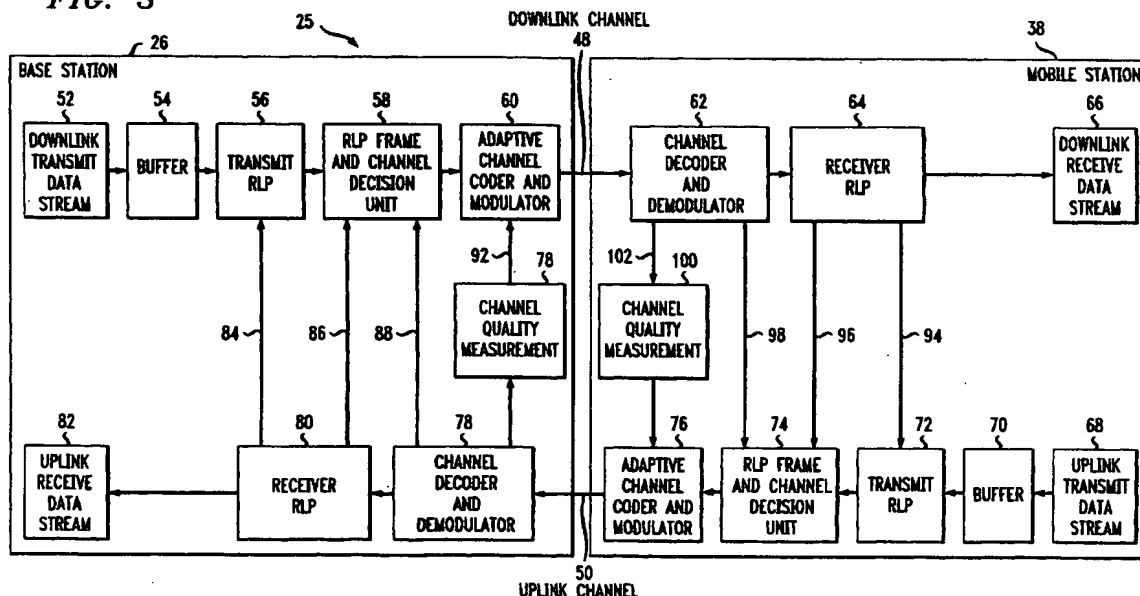 FIG. 3
DOWNLINK CHANNEL
25
26
48
38
BASE STATION
MOBILE STATION
52
54
56
58
60
62
64
66
DOWNLINK
TRANSMIT
DATA
STREAM
BUFFER
TRANSMIT
RLP
RLP FRAME
AND CHANNEL
DECISION
UNIT
ADAPTIVE
CHANNEL
CODER AND
MODULATOR
CHANNEL
DECODER
AND
DEMODULATOR
RECEIVER
RLP
DOWNLINK
RECEIVE
DATA
STREAM
92
78
102
100
CHANNEL
QUALITY
MEASUREMENT
CHANNEL
QUALITY
MEASUREMENT
84
86
88
98
96
94
82
80
78
76
74
72
70
68
UPLINK
RECEIVE
DATA
STREAM
RECEIVER
RLP
CHANNEL
DECODER
AND
DEMODULATOR
ADAPTIVE
CHANNEL
CODER AND
MODULATOR
RLP FRAME
AND CHANNEL
DECISION
UNIT
TRANSMIT
RLP
BUFFER
UPLINK
TRANSMIT
DATA
STREAM
50
UPLINK CHANNEL